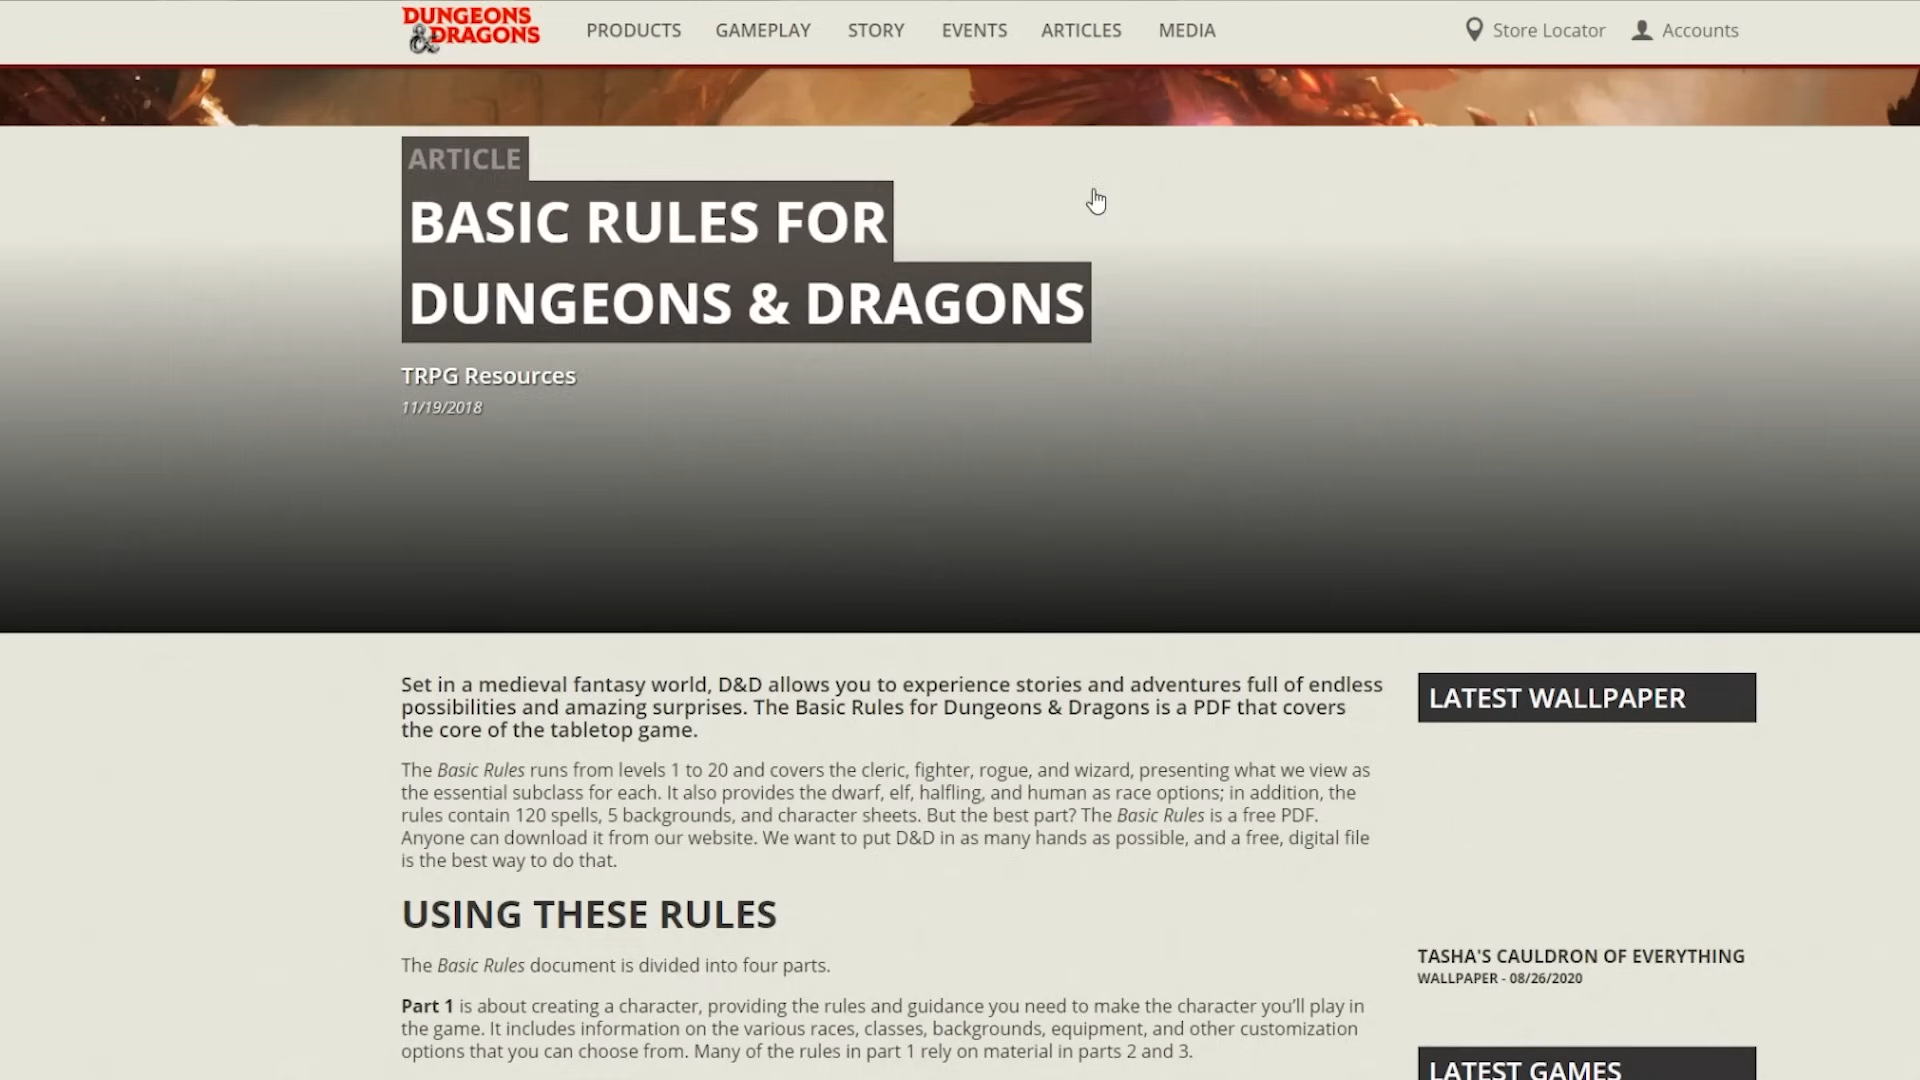 DUNGEONS
& DRAGONS
PRODUCTS GAMEPLAY STORY EVENTS ARTICLES MEDIA Store Locator Accounts
ARTICLE
BASIC RULES FOR
DUNGEONS & DRAGONS
TRPG Resources
11/19/2018
Set in a medieval fantasy world, D&D allows you to experience stories and adventures full of endless
possibilities and amazing surprises. The Basic Rules for Dungeons & Dragons is a PDF that covers
the core of the tabletop game.
The Basic Rules runs from levels 1 to 20 and covers the cleric, fighter, rogue, and wizard, presenting what we view as
the essential subclass for each. It also provides the dwarf, elf, halfling, and human as race options; in addition, the
rules contain 120 spells, 5 backgrounds, and character sheets. But the best part? The Basic Rules is a free PDF.
Anyone can download it from our website. We want to put D&D in as many hands as possible, and a free, digital file
is the best way to do that.
USING THESE RULES
The Basic Rules document is divided into four parts.
Part 1 is about creating a character, providing the rules and guidance you need to make the character you’ll play in
the game. It includes information on the various races, classes, backgrounds, equipment, and other customization
options that you can choose from. Many of the rules in part 1 rely on material in parts 2 and 3.
LATEST WALLPAPER
TASHA'S CAULDRON OF EVERYTHING
WALLPAPER - 08/26/2020
LATEST GAMES